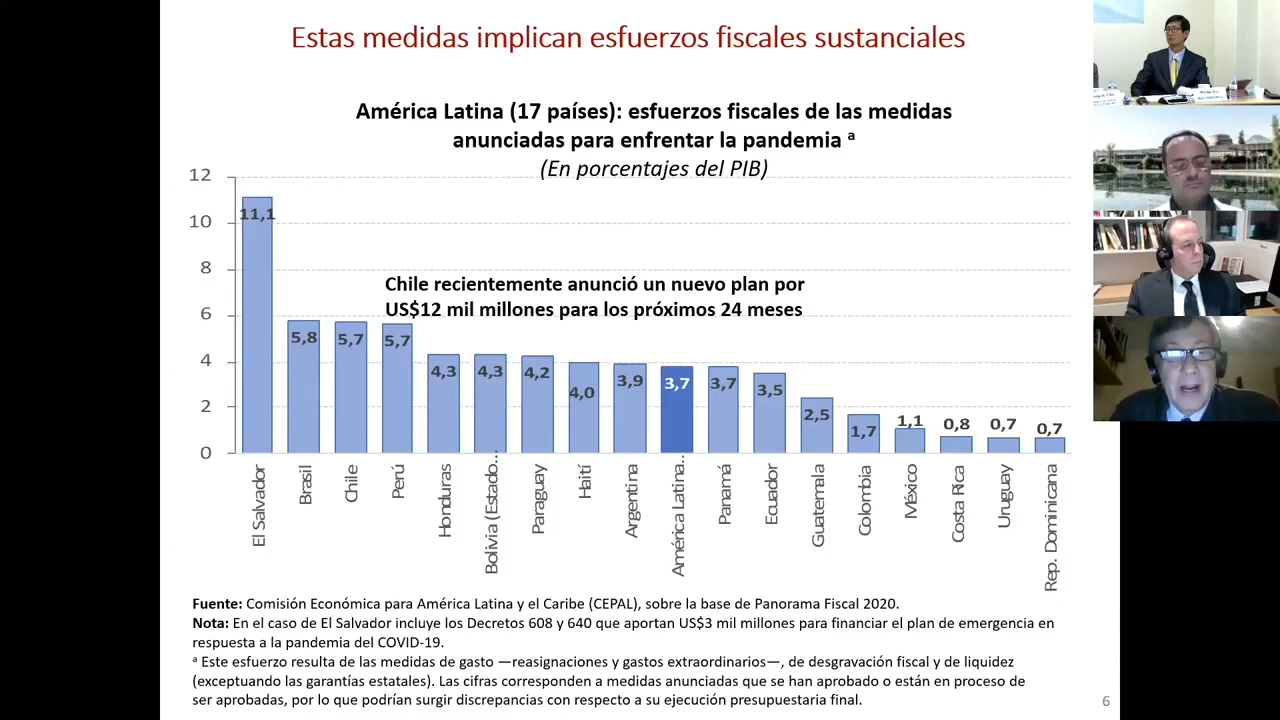 Estas medidas implican esfuerzos fiscales sustanciales
América Latina (17 países): esfuerzos fiscales de las medidas
anunciadas para enfrentar la pandemia ª
(En porcentajes del PIB)
12
10
8
6
4
2
0
Chile recientemente anunció un nuevo plan por
US$12 mil millones para los próximos 24 meses
11,1
5,8
5,7
5,7
4,3
4,3
4,2
4,0
3,9
3,7
3,7
3,5
2,5
1,7
1,1
0,8
0,7
0,7
El Salvador
Brasil
Chile
Perú
Honduras
Bolivia (Estado...
Paraguay
Haití
Argentina
América Latina...
Panamá
Ecuador
Guatemala
Colombia
México
Costa Rica
Uruguay
Rep. Dominicana
Fuente: Comisión Económica para América Latina y el Caribe (CEPAL), sobre la base de Panorama Fiscal 2020.
Nota: En el caso de El Salvador incluye los Decretos 608 y 640 que aportan US$3 mil millones para financiar el plan de emergencia en
respuesta a la pandemia del COVID-19.
ª Este esfuerzo resulta de las medidas de gasto —reasignaciones y gastos extraordinarios—, de desgravación fiscal y de liquidez
(exceptuando las garantías estatales). Las cifras corresponden a medidas anunciadas que se han aprobado o están en proceso de
ser aprobadas, por lo que podrían surgir discrepancias con respecto a su ejecución presupuestaria final.
6